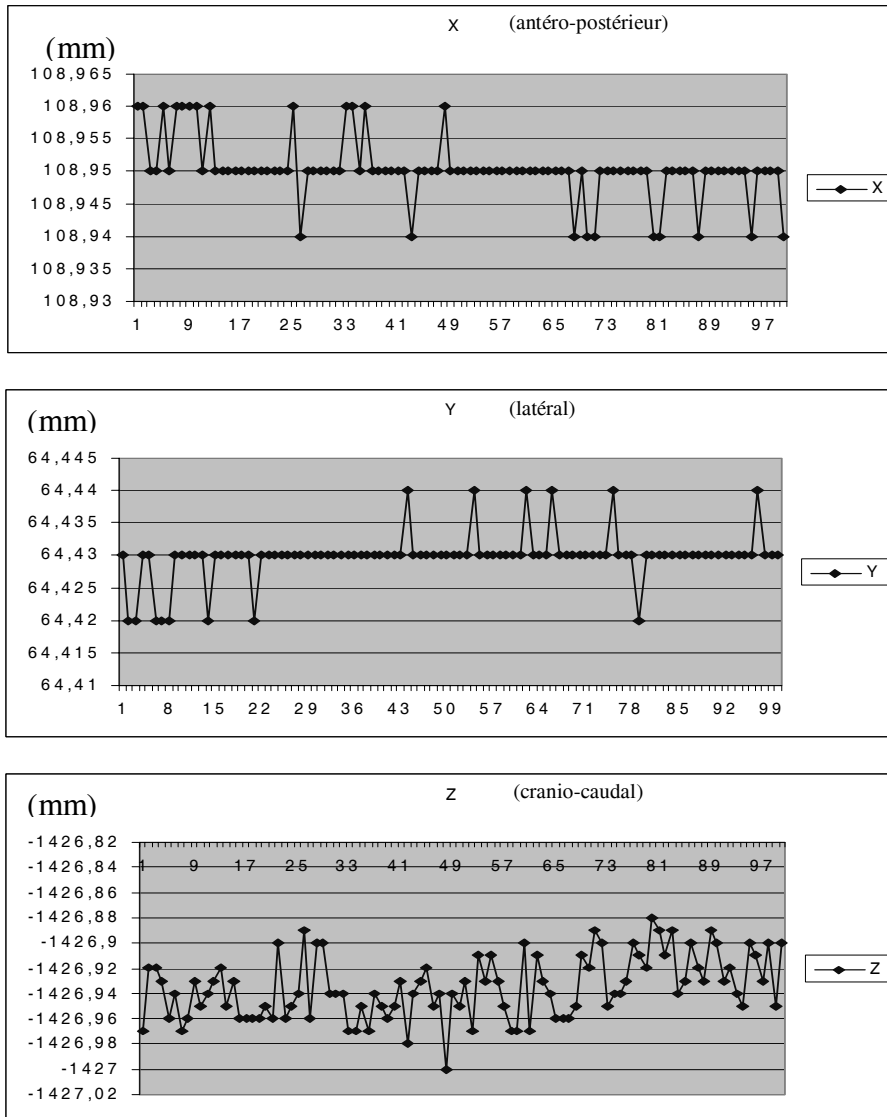 X (antéro-postérieur)
(mm)
108,965
108,96
108,955
108,95
108,945
108,94
108,935
108,93
1 9 17 25 33 41 49 57 65 73 81 89 97
X
Y (latéral)
(mm)
64,445
64,44
64,435
64,43
64,425
64,42
64,415
64,41
1 8 15 22 29 36 43 50 57 64 71 78 85 92 99
Y
Z (cranio-caudal)
(mm)
-1426,82
-1426,84
1 9 17 25 33 41 49 57 65 73 81 89 97
-1426,86
-1426,88
-1426,9
-1426,92
-1426,94
-1426,96
-1426,98
-1427
-1427,02
Z